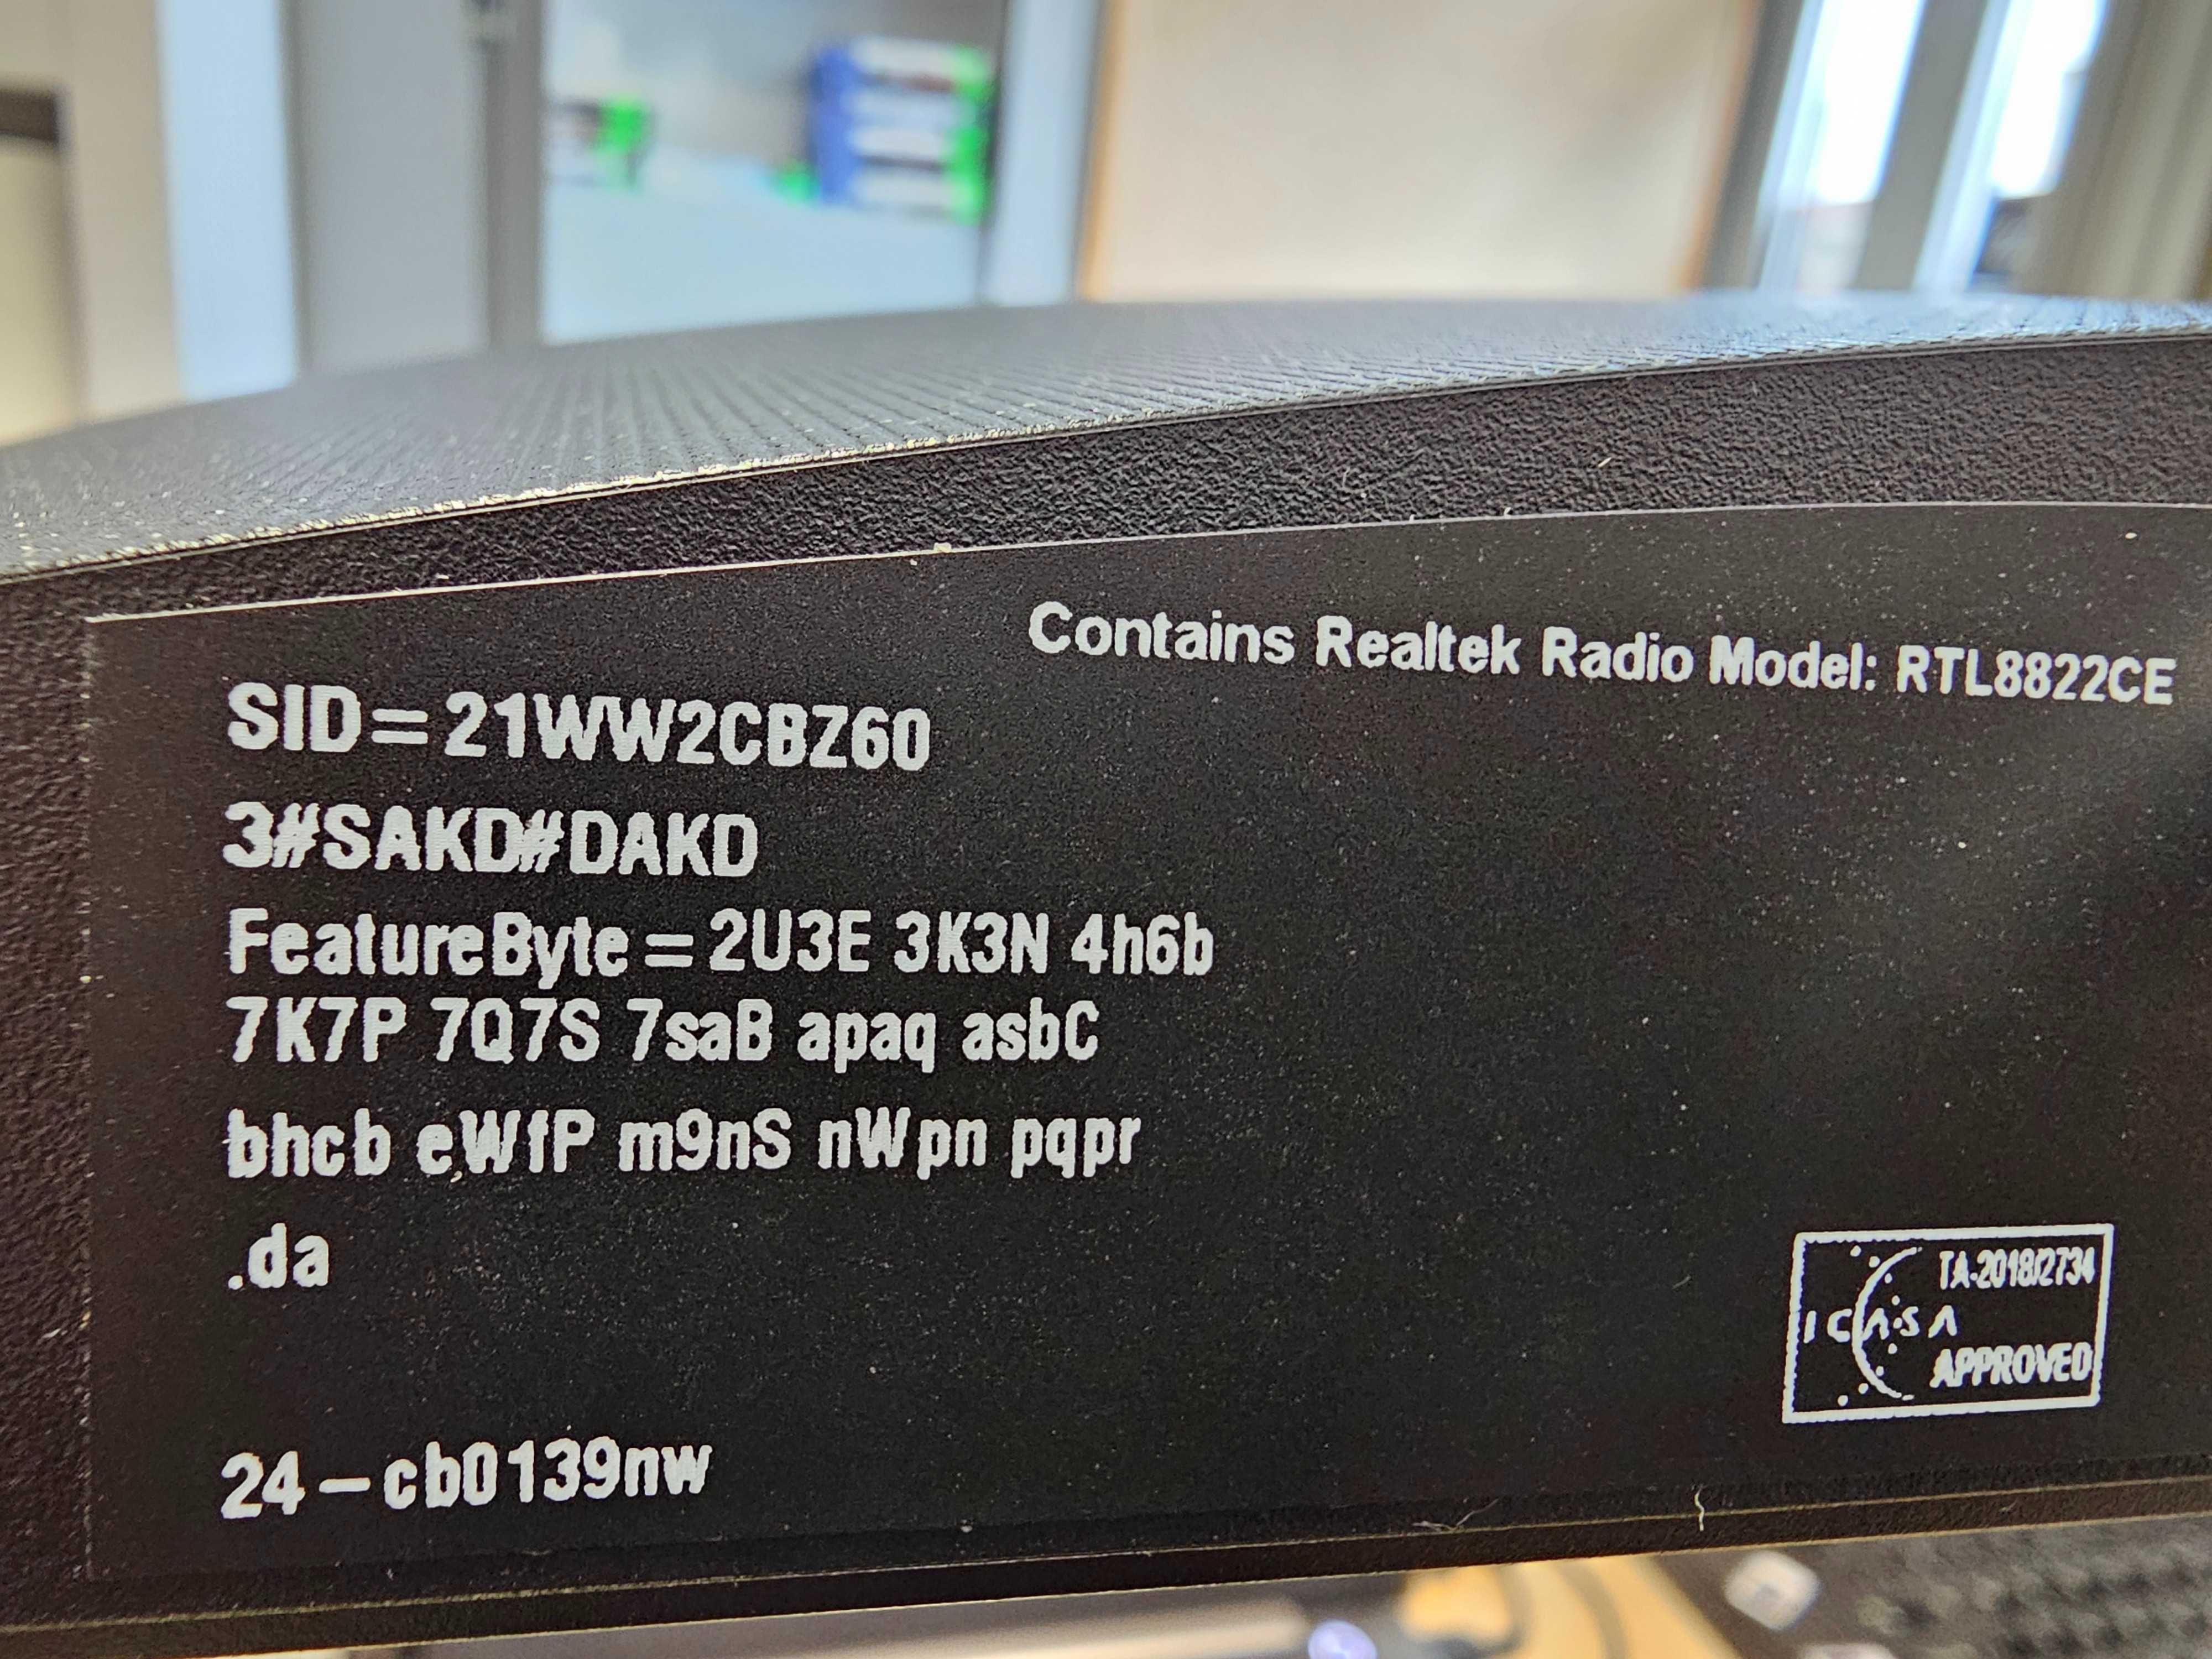 Contains Realtek Radio Model: RTL8822CE
SID=21WW2CBZ60
3#SAKD#DAKD
FeatureByte=2U3E 3K3N 4h6b
7K7P 7Q7S 7saB apaq asbC
bhcb eWfP m9nS nWpn pqpr
.da
TA-2018/2734
ICASA
APPROVED
24-cb0139nw